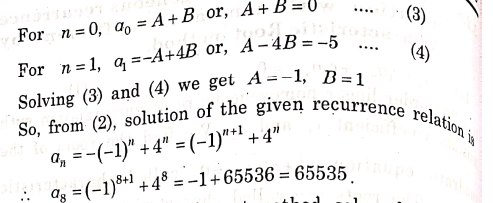 For n=0, a₀ = A+B or, A+B=0 .... (3)
For n=1, a₁=-A+4B or, A-4B=-5 .... (4)
Solving (3) and (4) we get A=-1, B=1
So, from (2), solution of the given recurrence relation is
aₙ=-(-1)ⁿ+4ⁿ=(-1)ⁿ⁺¹+4ⁿ
∴ a₈=(-1)⁸⁺¹+4⁸=-1+65536=65535.